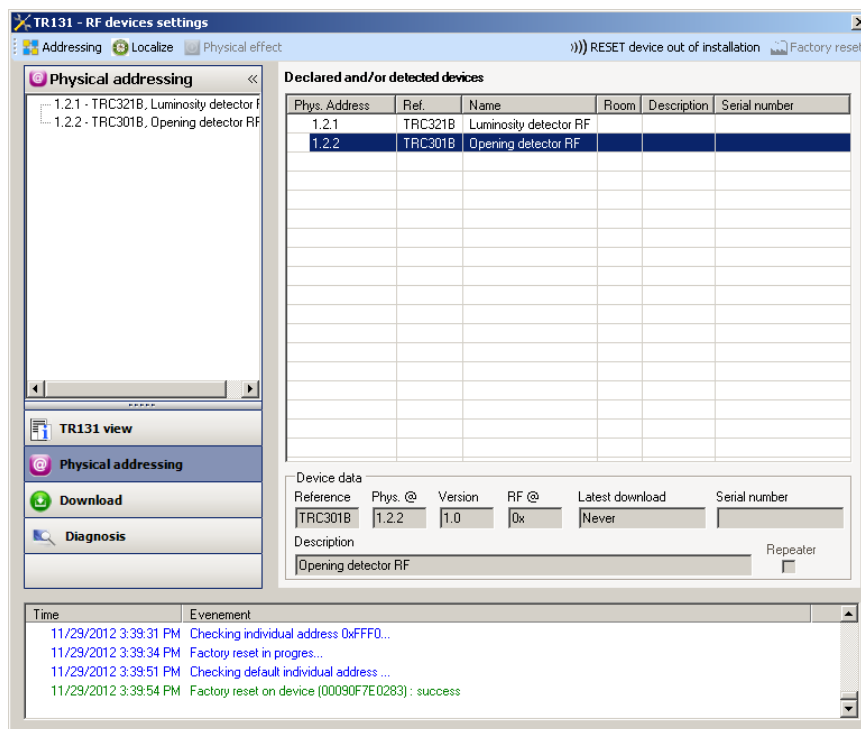 TR131 - RF devices settings
Addressing Localize Physical effect ))) RESET device out of installation Factory reset
Physical addressing «
1.2.1 - TRC321B, Luminosity detector
1.2.2 - TRC301B, Opening detector RF
TR131 view
Physical addressing
Download
Diagnosis
Declared and/or detected devices
Phys. Address Ref. Name Room Description Serial number
1.2.1 TRC321B Luminosity detector RF
1.2.2 TRC301B Opening detector RF
Device data
Reference Phys. @ Version RF @ Latest download Serial number
TRC301B 1.2.2 1.0 0x Never
Description
Repeater
Opening detector RF
Time Evenement
11/29/2012 3:39:31 PM Checking individual address 0xFFF0...
11/29/2012 3:39:34 PM Factory reset in progres...
11/29/2012 3:39:51 PM Checking default individual address ...
11/29/2012 3:39:54 PM Factory reset on device (00090F7E0283) : success